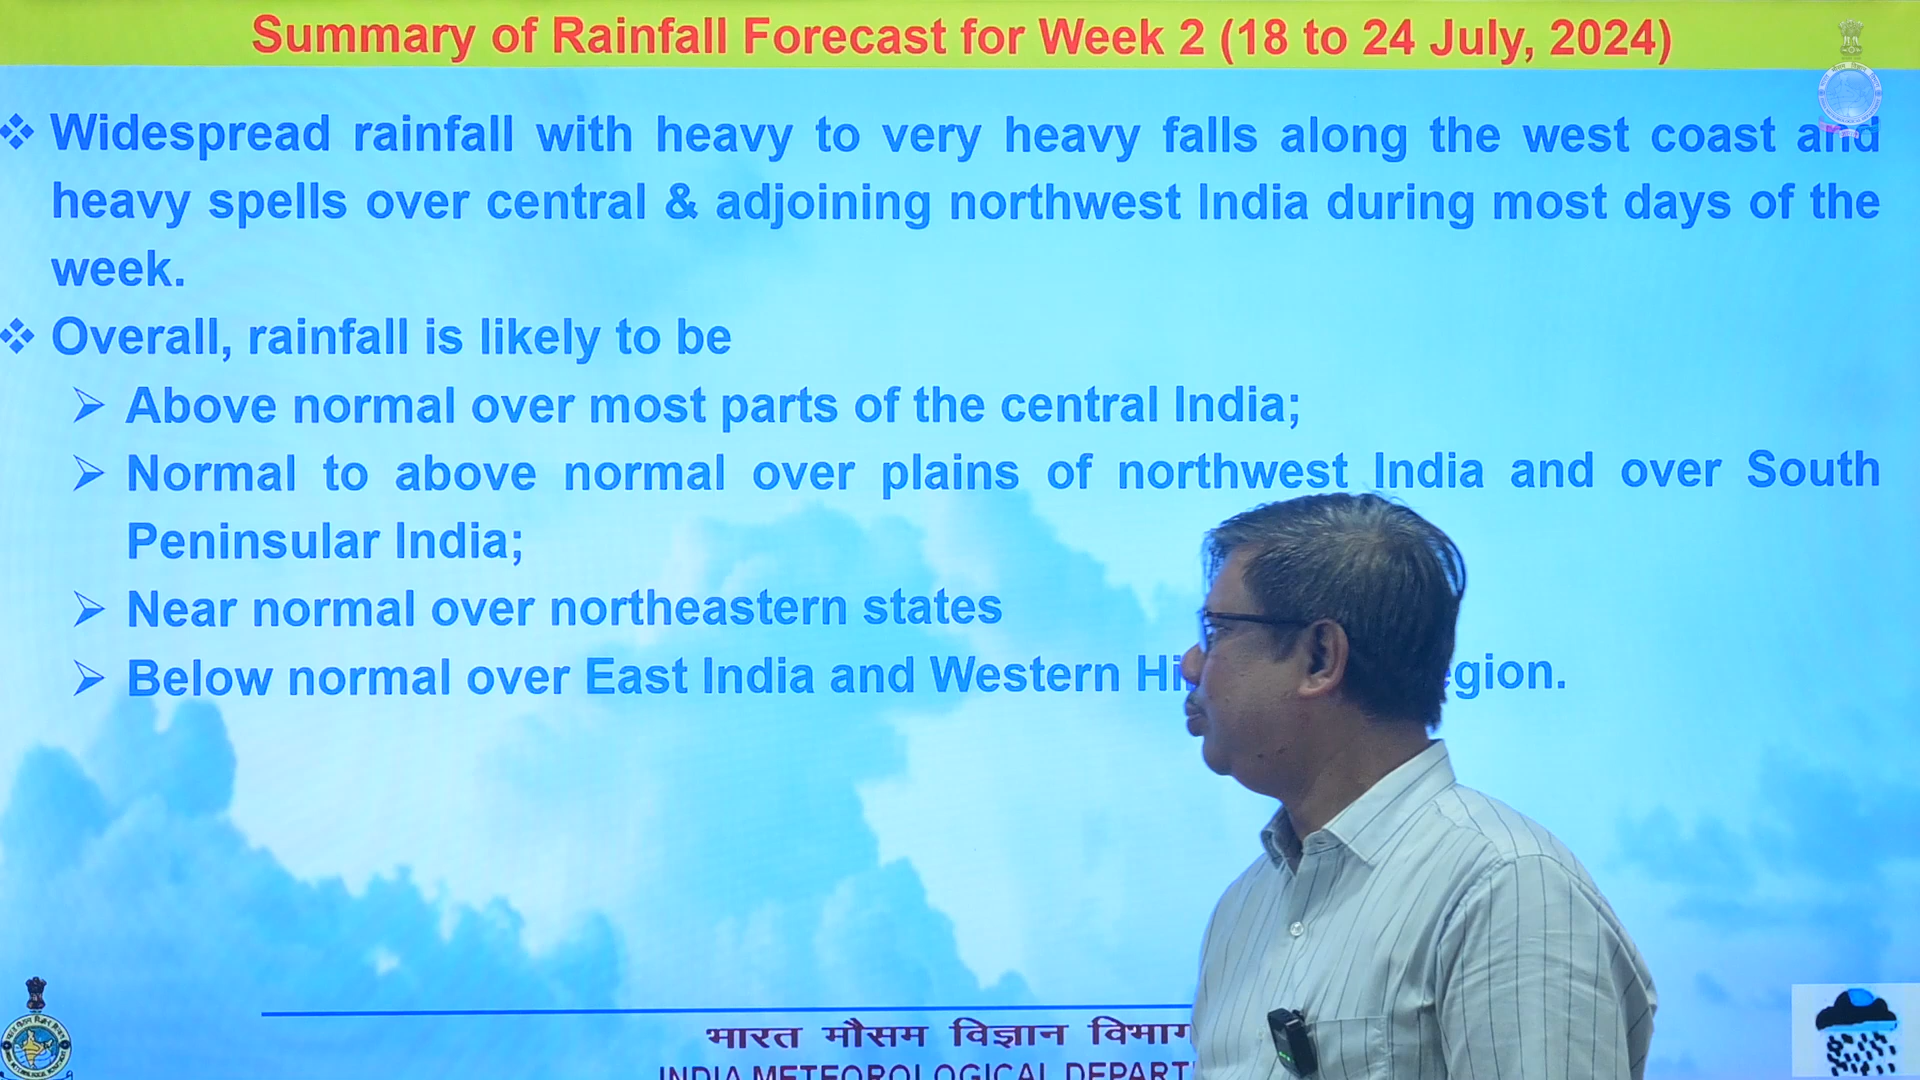 Summary of Rainfall Forecast for Week 2 (18 to 24 July, 2024)
Widespread rainfall with heavy to very heavy falls along the west coast and
heavy spells over central & adjoining northwest India during most days of the
week.
Overall, rainfall is likely to be
Above normal over most parts of the central India;
Normal to above normal over plains of northwest India and over South
Peninsular India;
Near normal over northeastern states
Below normal over East India and Western
भारत मौसम विज्ञान विभाग
INDIA METEOROLOGICAL